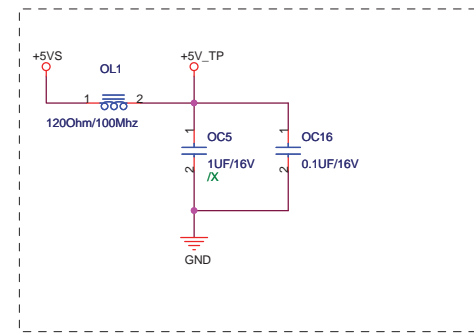 +5VS
+5V_TP
OL1
1 2
120Ohm/100Mhz
1
OC5
1UF/16V
2
/X
1
OC16
0.1UF/16V
2
GND